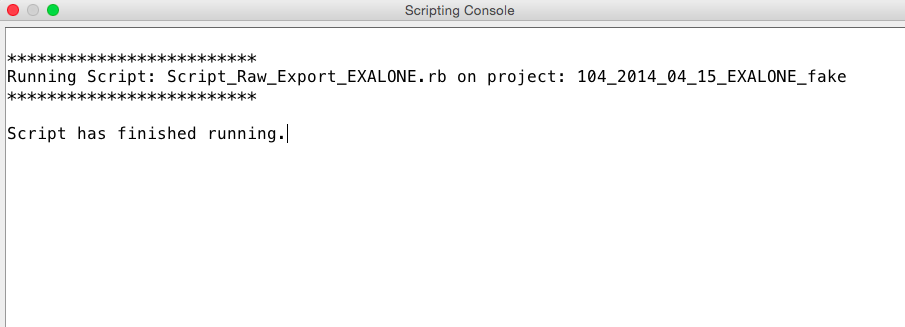 Scripting Console
*************************
Running Script: Script_Raw_Export_EXALONE.rb on project: 104_2014_04_15_EXALONE_fake
*************************
Script has finished running.